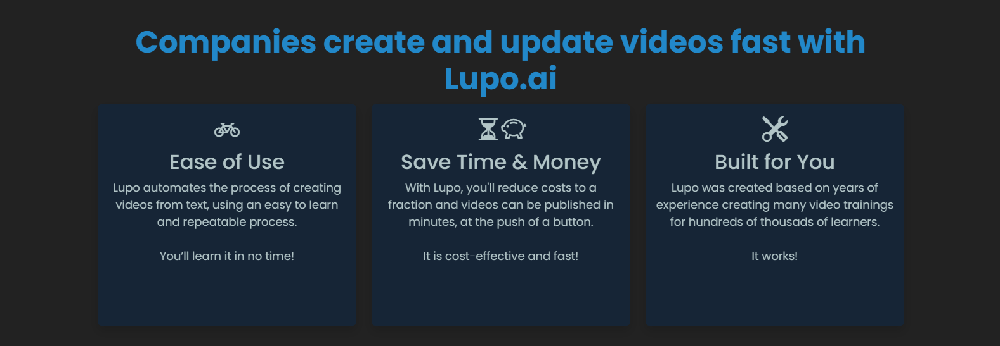 Companies create and update videos fast with
Lupo.ai
Ease of Use
Lupo automates the process of creating
videos from text, using an easy to learn
and repeatable process.
You’ll learn it in no time!
Save Time & Money
With Lupo, you'll reduce costs to a
fraction and videos can be published in
minutes, at the push of a button.
It is cost-effective and fast!
Built for You
Lupo was created based on years of
experience creating many video trainings
for hundreds of thousads of learners.
It works!